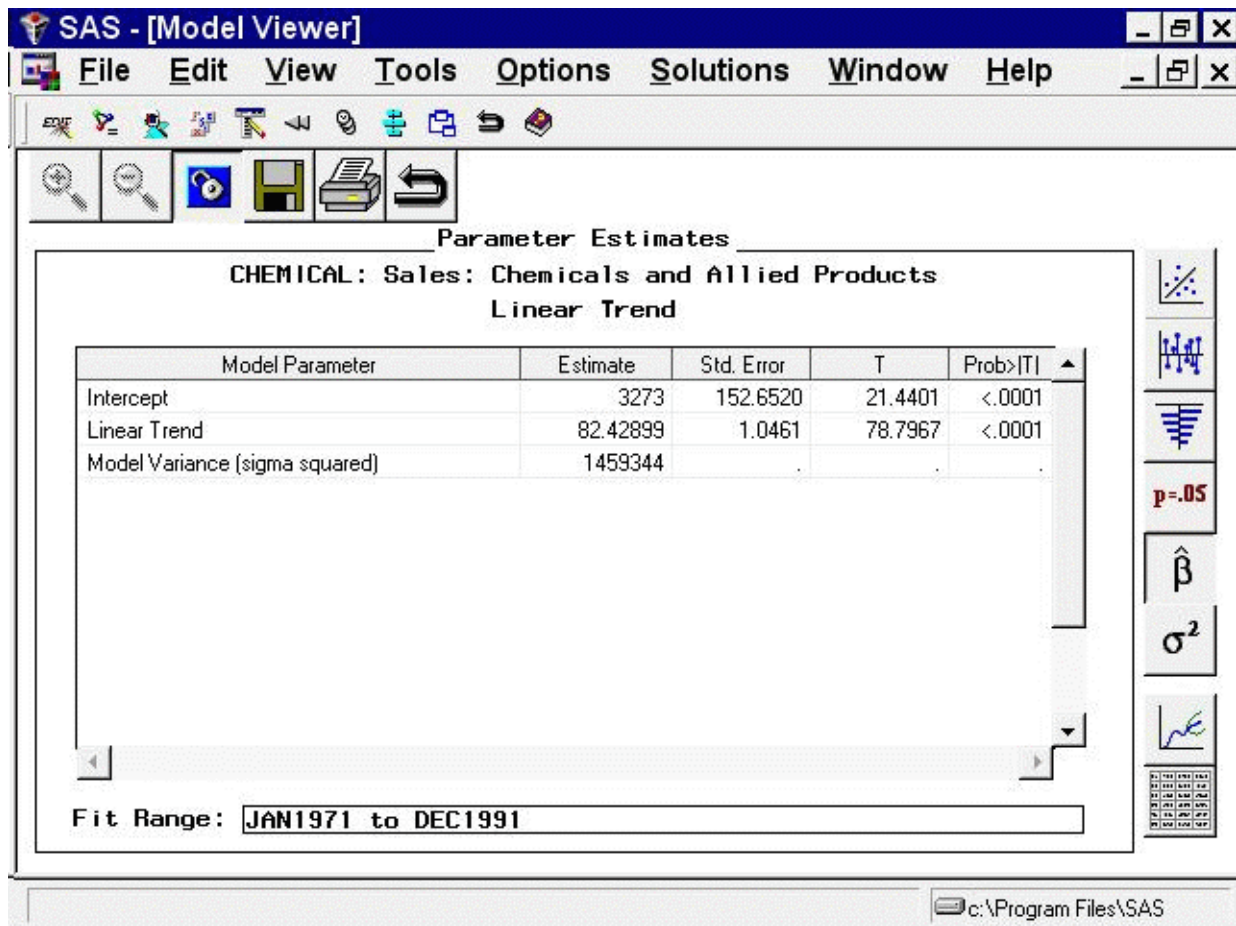 SAS - [Model Viewer]
File Edit View Tools Options Solutions Window Help
Parameter Estimates
CHEMICAL: Sales: Chemicals and Allied Products
Linear Trend
Model Parameter Estimate Std. Error T Prob>|T|
Intercept 3273 152.6520 21.4401 <.0001
Linear Trend 82.42899 1.0461 78.7967 <.0001
Model Variance (sigma squared) 1459344 . . .
p=.05
β̂
σ²
Fit Range: JAN1971 to DEC1991
c:\Program Files\SAS